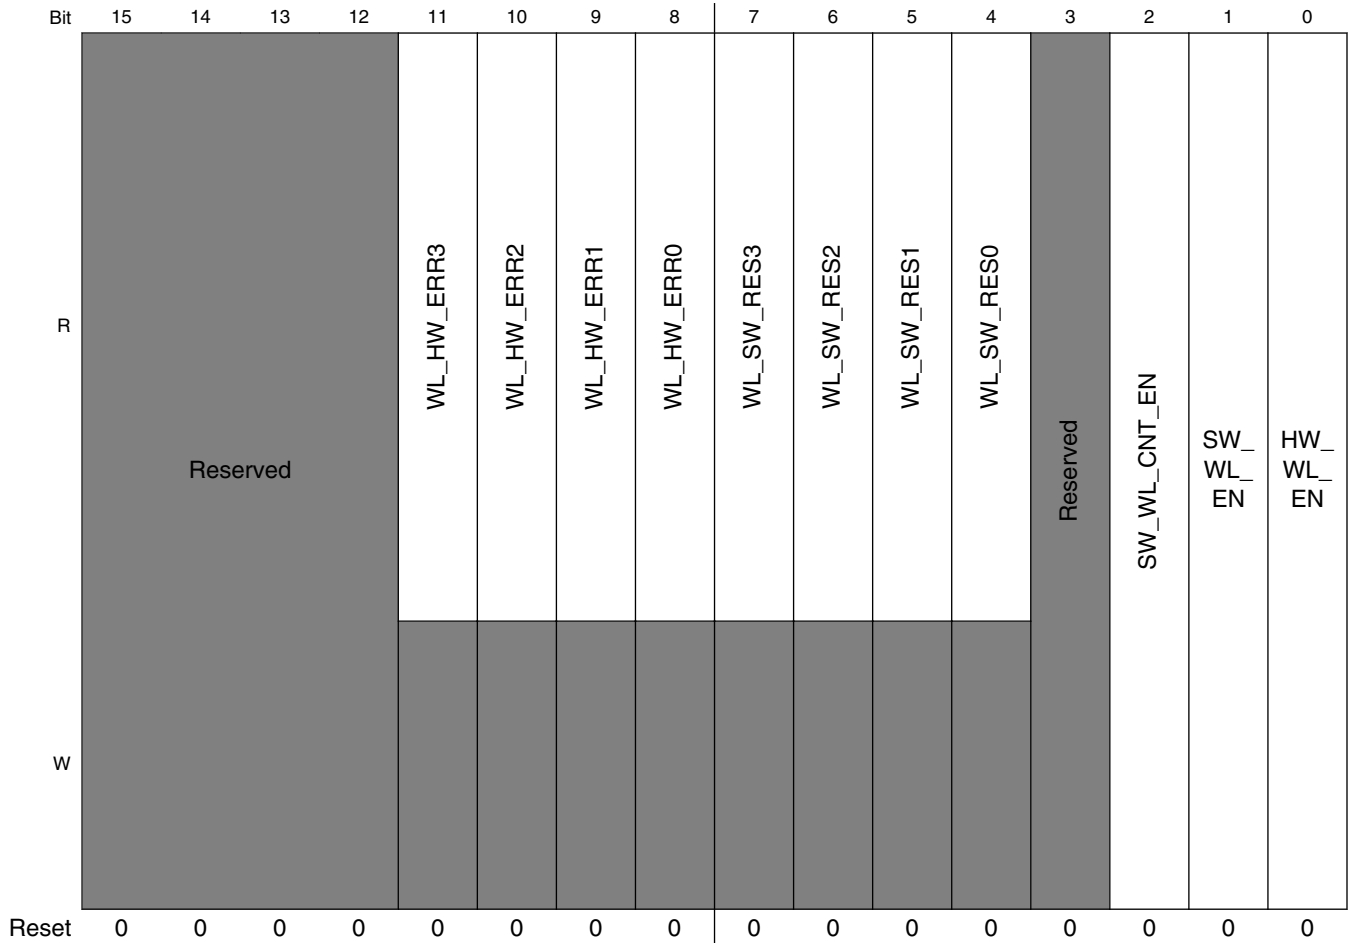 Bit 15 14 13 12 11 10 9 8 7 6 5 4 3 2 1 0
R
Reserved
WL_HW_ERR3
WL_HW_ERR2
WL_HW_ERR1
WL_HW_ERR0
WL_SW_RES3
WL_SW_RES2
WL_SW_RES1
WL_SW_RES0
Reserved
SW_WL_CNT_EN
SW_
WL_
EN
HW_
WL_
EN
W
Reset 0 0 0 0 0 0 0 0 0 0 0 0 0 0 0 0